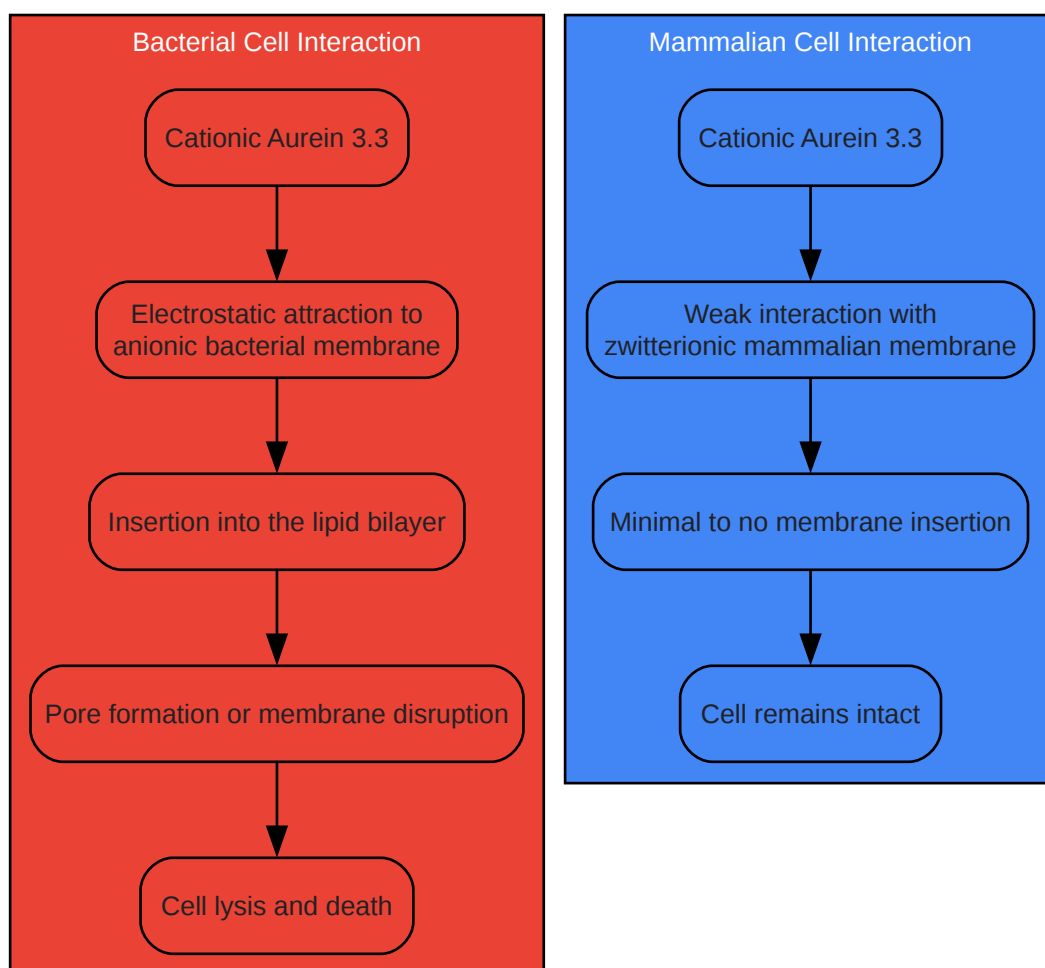 Bacterial Cell Interaction
Cationic Aurein 3.3
Electrostatic attraction to
anionic bacterial membrane
Insertion into the lipid bilayer
Pore formation or membrane disruption
Cell lysis and death
Mammalian Cell Interaction
Cationic Aurein 3.3
Weak interaction with
zwitterionic mammalian membrane
Minimal to no membrane insertion
Cell remains intact